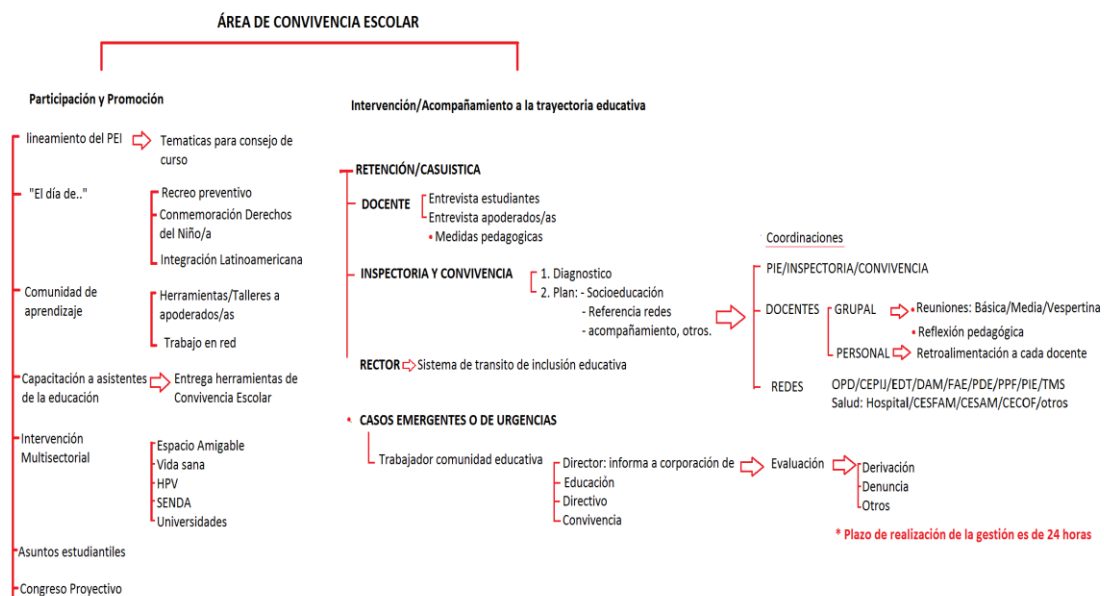 ÁREA DE CONVIVENCIA ESCOLAR
Participación y Promoción
lineamiento del PEI
Tematicas para consejo de
curso
"El día de.."
Recreo preventivo
Conmemoración Derechos
del Niño/a
Integración Latinoamericana
Comunidad de
aprendizaje
Herramientas/Talleres a
apoderados/as
Trabajo en red
Capacitación a asistentes
de la educación
Entrega herramientas de
Convivencia Escolar
Intervención
Multisectorial
Espacio Amigable
Vida sana
HPV
SENDA
Universidades
Asuntos estudiantiles
Congreso Proyectivo
Intervención/Acompañamiento a la trayectoria educativa
RETENCIÓN/CASUISTICA
DOCENTE
Entrevista estudiantes
Entrevista apoderados/as
• Medidas pedagogicas
INSPECTORIA Y CONVIVENCIA
1. Diagnostico
2. Plan: - Socioeducación
- Referencia redes
- acompañamiento, otros.
RECTOR
Sistema de transito de inclusión educativa
Coordinaciones
PIE/INSPECTORIA/CONVIVENCIA
DOCENTES
GRUPAL
• Reuniones: Básica/Media/Vespertina
• Reflexión pedagógica
PERSONAL
Retroalimentación a cada docente
REDES
OPD/CEPIJ/EDT/DAM/FAE/PDE/PPF/PIE/TMS
Salud: Hospital/CESFAM/CESAM/CECOF/otros
• CASOS EMERGENTES O DE URGENCIAS
Trabajador comunidad educativa
Director: informa a corporación de
Educación
Directivo
Convivencia
Evaluación
Derivación
Denuncia
Otros
* Plazo de realización de la gestión es de 24 horas